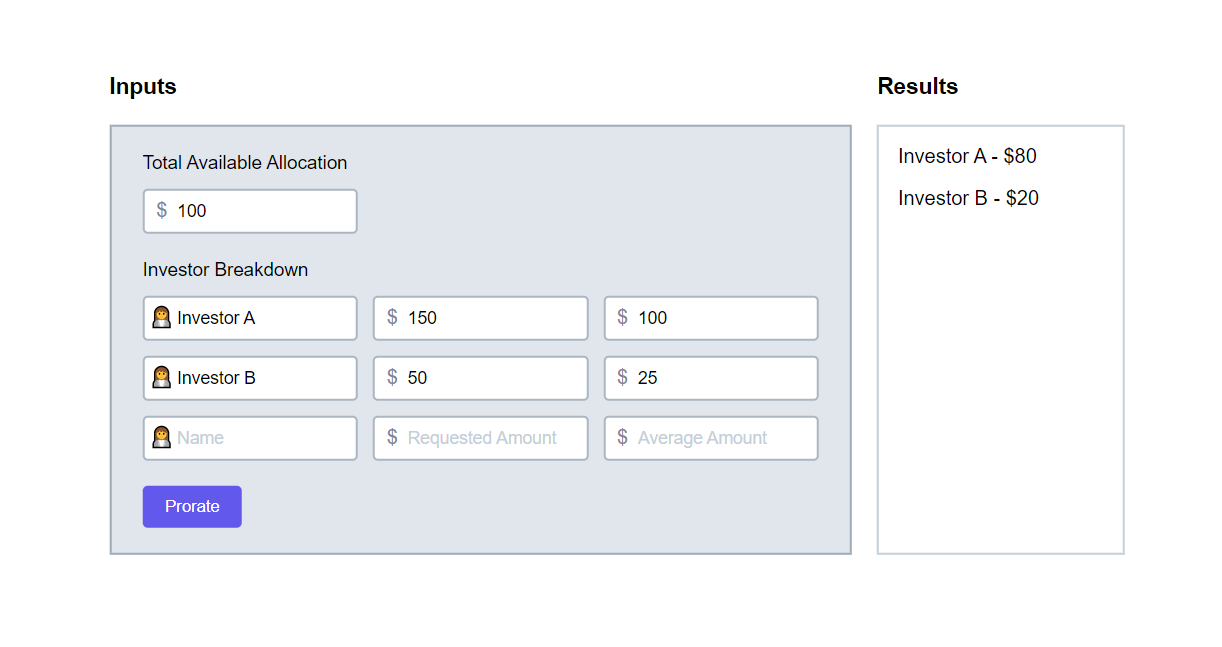 Inputs
Total Available Allocation
$ 100
Investor Breakdown
Investor A $ 150 $ 100
Investor B $ 50 $ 25
Name $ Requested Amount $ Average Amount
Prorate
Results
Investor A - $80
Investor B - $20